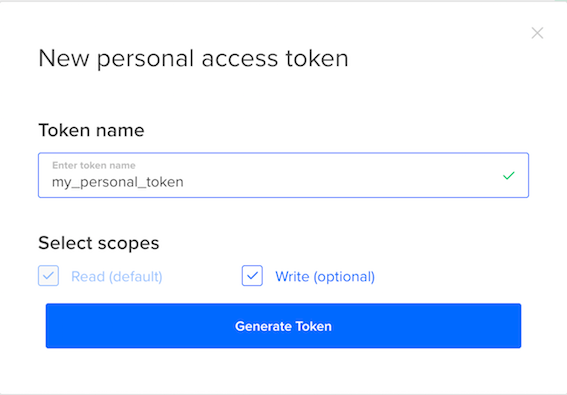 New personal access token
Token name
Enter token name
my_personal_token
Select scopes
Read (default) Write (optional)
Generate Token